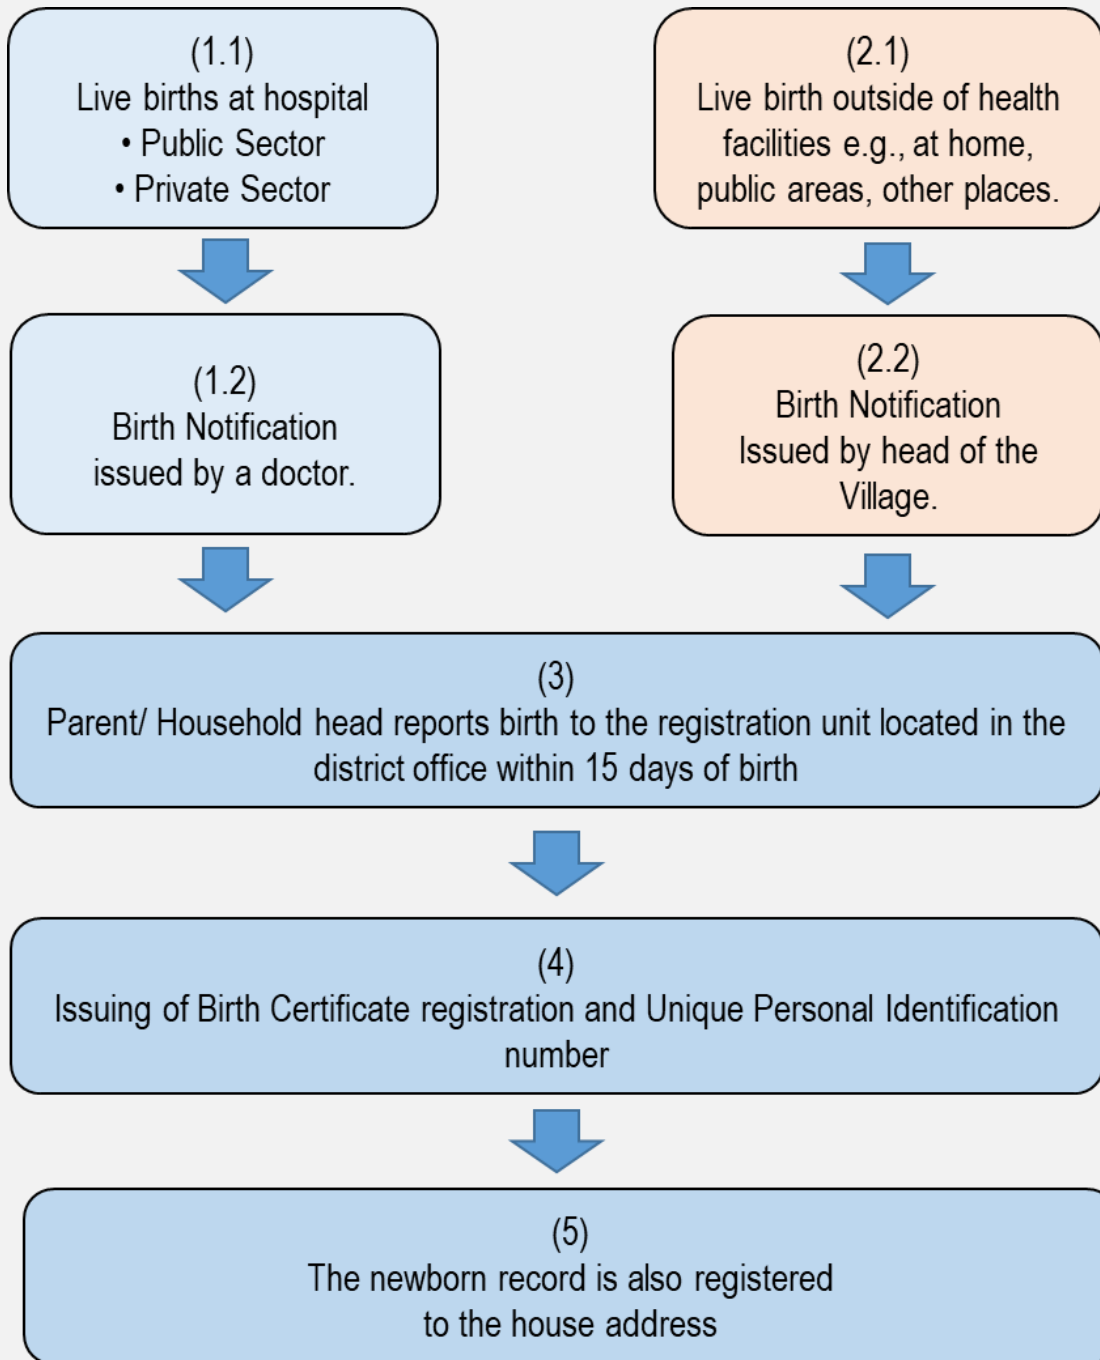 (1.1)
Live births at hospital
• Public Sector
• Private Sector
(2.1)
Live birth outside of health
facilities e.g., at home,
public areas, other places.
(1.2)
Birth Notification
issued by a doctor.
(2.2)
Birth Notification
Issued by head of the
Village.
(3)
Parent/ Household head reports birth to the registration unit located in the
district office within 15 days of birth
(4)
Issuing of Birth Certificate registration and Unique Personal Identification
number
(5)
The newborn record is also registered
to the house address